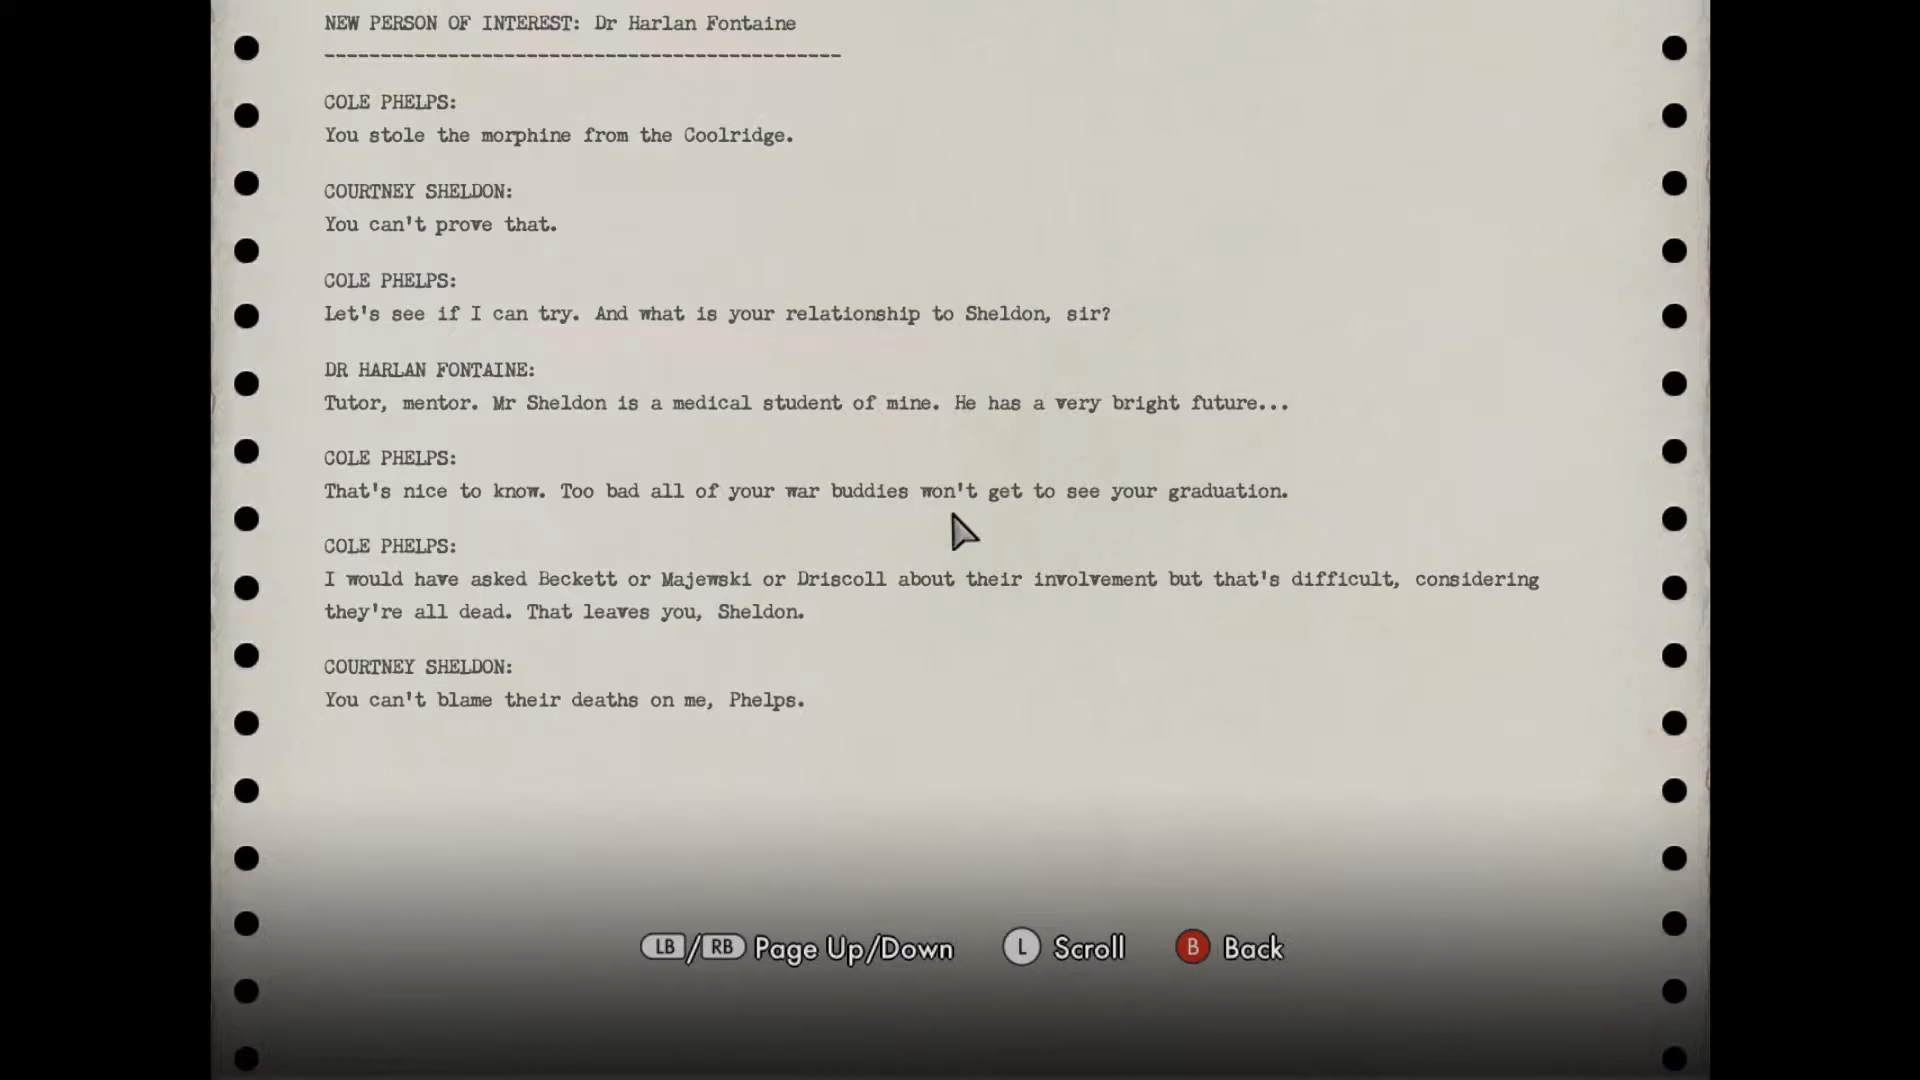 NEW PERSON OF INTEREST: Dr Harlan Fontaine
----------------------------------------------
COLE PHELPS:
You stole the morphine from the Coolridge.
COURTNEY SHELDON:
You can't prove that.
COLE PHELPS:
Let's see if I can try. And what is your relationship to Sheldon, sir?
DR HARLAN FONTAINE:
Tutor, mentor. Mr Sheldon is a medical student of mine. He has a very bright future...
COLE PHELPS:
That's nice to know. Too bad all of your war buddies won't get to see your graduation.
COLE PHELPS:
I would have asked Beckett or Majewski or Driscoll about their involvement but that's difficult, considering
they're all dead. That leaves you, Sheldon.
COURTNEY SHELDON:
You can't blame their deaths on me, Phelps.
LB/RB Page Up/Down L Scroll B Back